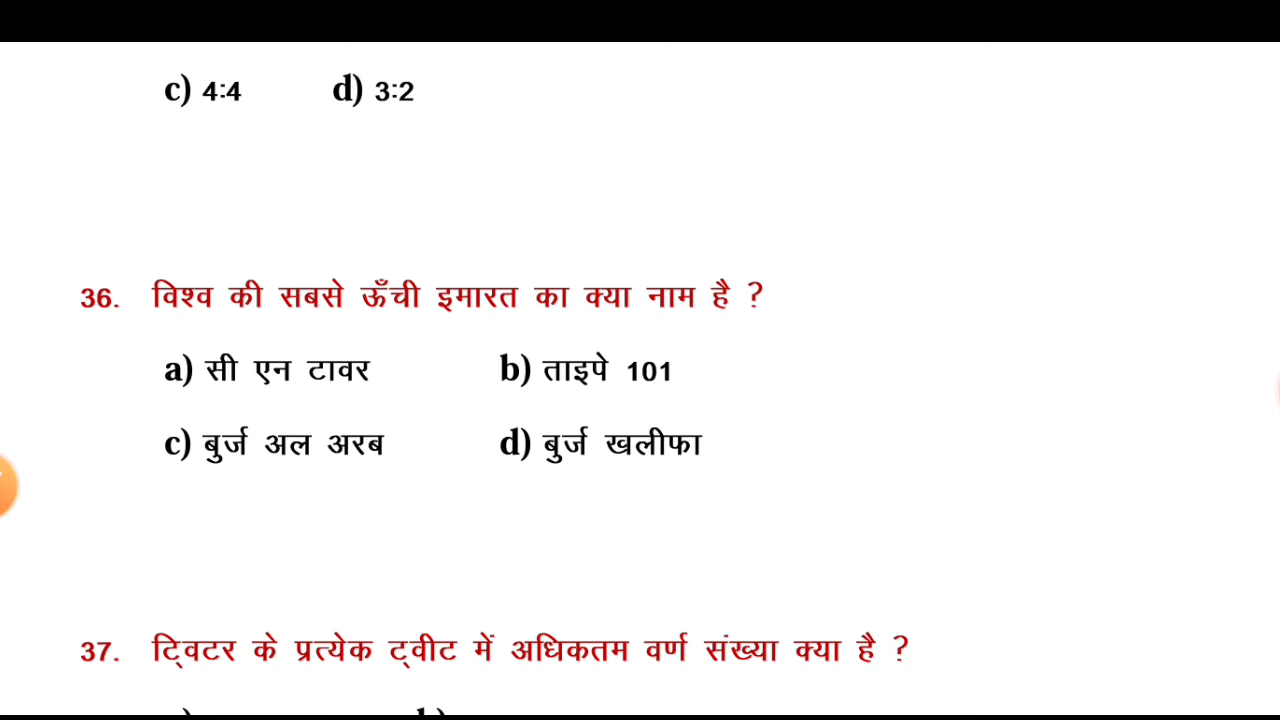 c) 4:4 d) 3:2
36. विश्व की सबसे ऊँची इमारत का क्या नाम है ?
a) सी एन टावर b) ताइपे 101
c) बुर्ज अल अरब d) बुर्ज खलीफा
37. ट्विटर के प्रत्येक ट्वीट में अधिकतम वर्ण संख्या क्या है ?